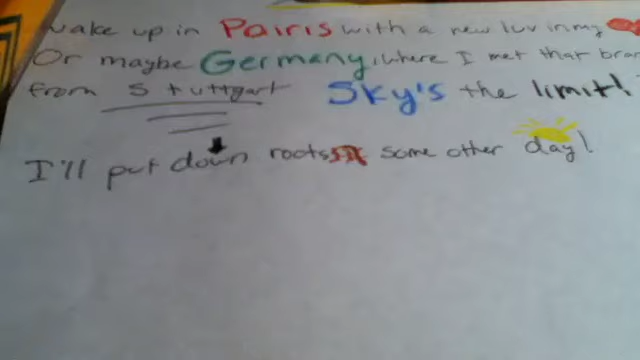 wake up in Pairis with a new luv in my
Or maybe Germany, where I met that
from Stuttgart Sky's the limit!
I'll put down roots some other day!